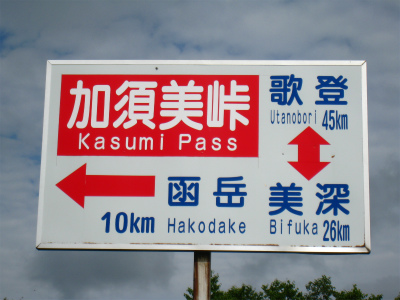 加須美峠
Kasumi Pass
歌登
Utanobori 45km
函岳
10km Hakodake
美深
Bifuka 26km